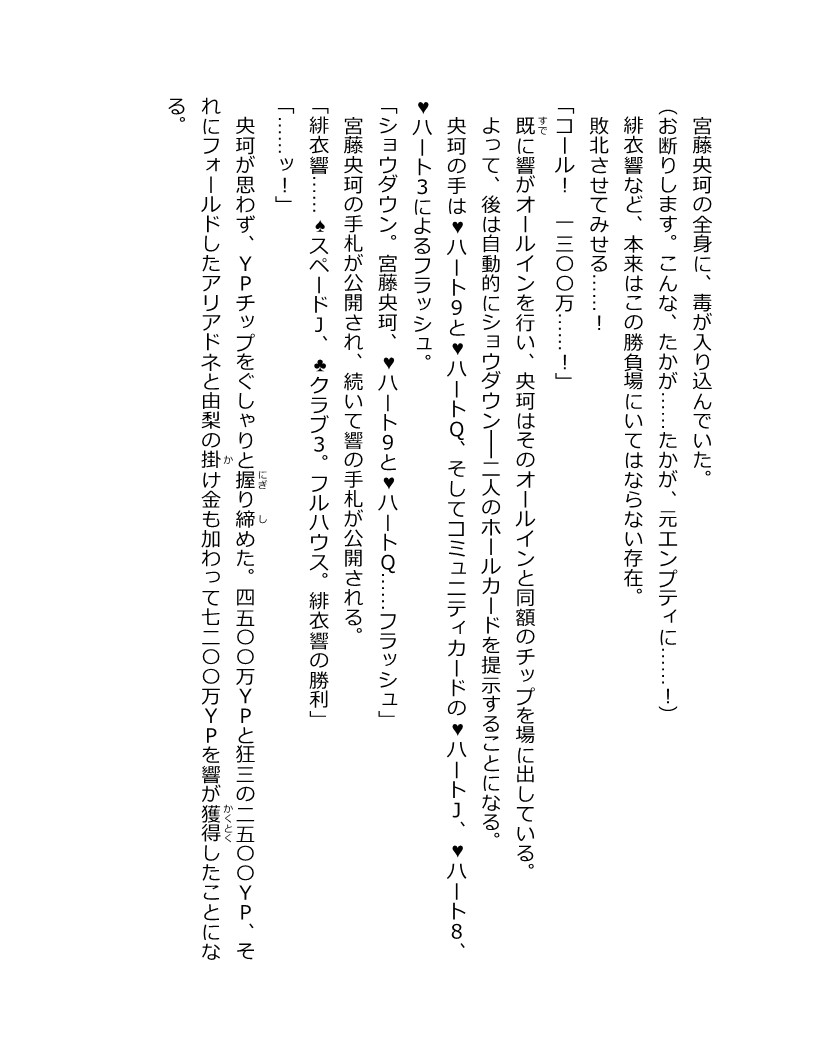 宮藤央珂の全身に、毒が入り込んでいた。
(お断りします。こんな、たかが……たかが、元エンプティに……！)
緋衣響など、本来はこの勝負場にいてはならない存在。
敗北させてみせる……！
「コール！　一三〇〇万……！」
既に響がオールインを行い、央珂はそのオールインと同額のチップを場に出している。
よって、後は自動的にショウダウン──二人のホールカードを提示することになる。
央珂の手は♥ハート9と♥ハートQ、そしてコミュニティカードの♥ハートJ、♥ハート8、
♥ハート3によるフラッシュ。
「ショウダウン。宮藤央珂、♥ハート9と♥ハートQ……フラッシュ」
宮藤央珂の手札が公開され、続いて響の手札が公開される。
「緋衣響……♠スペードJ、♣クラブ3。フルハウス。緋衣響の勝利」
「……ッ！」
央珂が思わず、YPチップをぐしゃりと握り締めた。四五〇〇万YPと狂三の二五〇〇YP、そ
れにフォールドしたアリアドネと由梨の掛け金も加わって七二〇〇万YPを響が獲得したことにな
る。